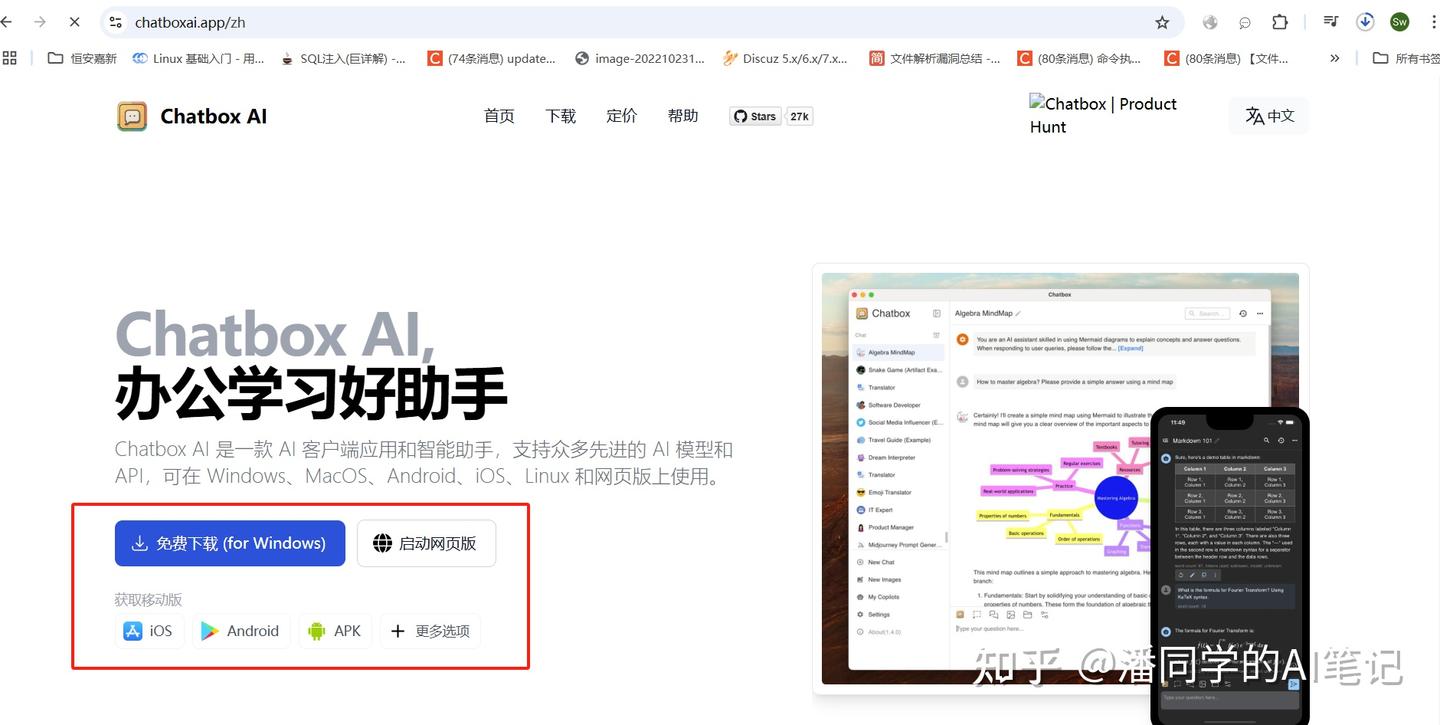 chatboxai.app/zh
Sw
恒安嘉新
Linux 基础入门 - 用...
SQL注入(巨详解) -...
(74条消息) update...
image-202210231...
Discuz 5.x/6.x/7.x...
文件解析漏洞总结 -...
(80条消息) 命令执...
(80条消息) 【文件...
»
所有书签
Chatbox AI
首页
下载
定价
帮助
Stars
27k
Chatbox | Product
Hunt
中文
Chatbox AI,
办公学习好助手
Chatbox AI 是一款 AI 客户端应用和智能助手，支持众多先进的 AI 模型和
API，可在 Windows、MacOS、Android、iOS、Linux 和网页版上使用。
免费下载 (for Windows)
启动网页版
获取移动版
iOS
Android
APK
更多选项
Chatbox
Chatbox
Chat
Algebra MindMap
Snake Game (Artifact Exa...
Translator
Software Developer
Social Media Influencer (E...
Travel Guide (Example)
Dream Interpreter
Translator
Emoji Translator
IT Expert
Product Manager
Midjourney Prompt Gener...
New Chat
New Images
My Copilots
Settings
About(1.4.0)
Algebra MindMap
Search...
You are an AI assistant skilled in using Mermaid diagrams to explain concepts and answer questions.
When responding to user queries, please follow the... [Expand]
How to master algebra? Please provide a simple answer using a mind map
Certainly! I'll create a simple mind map using Mermaid to illustrate th
mind map will give you a clear overview of the important aspects to
Textbooks
Tutoring
Regular exercises
Resources
Problem-solving strategies
Practice
Real-world applications
Mastering Algebra
Properties of numbers
Fundamentals
Basic operations
Order of operations
Functions
Graphing
This mind map outlines a simple approach to mastering algebra. Here
branch:
1. Fundamentals: Start by solidifying your understanding of basic
properties of numbers. These form the foundation of algebraic
Type your question here...
11:49
Markdown 101
Sure, here's a demo table in markdown:
Column 1 Column 2 Column 3
Row 1, Column 1 Row 1, Column 2 Row 1, Column 3
Row 2, Column 1 Row 2, Column 2 Row 2, Column 3
Row 3, Column 1 Row 3, Column 2 Row 3, Column 3
In this table, there are three columns labeled "Column
1", "Column 2", and "Column 3". There are also three
rows, each with a value in each column. The "---" used
in the second row is markdown syntax for a separator
between the header row and the data rows.
What is the formula for Fourier Transform? Using
KaTeX syntax.
The formula for Fourier Transform is:
Type your question here...
知乎 @潘同学的AI笔记